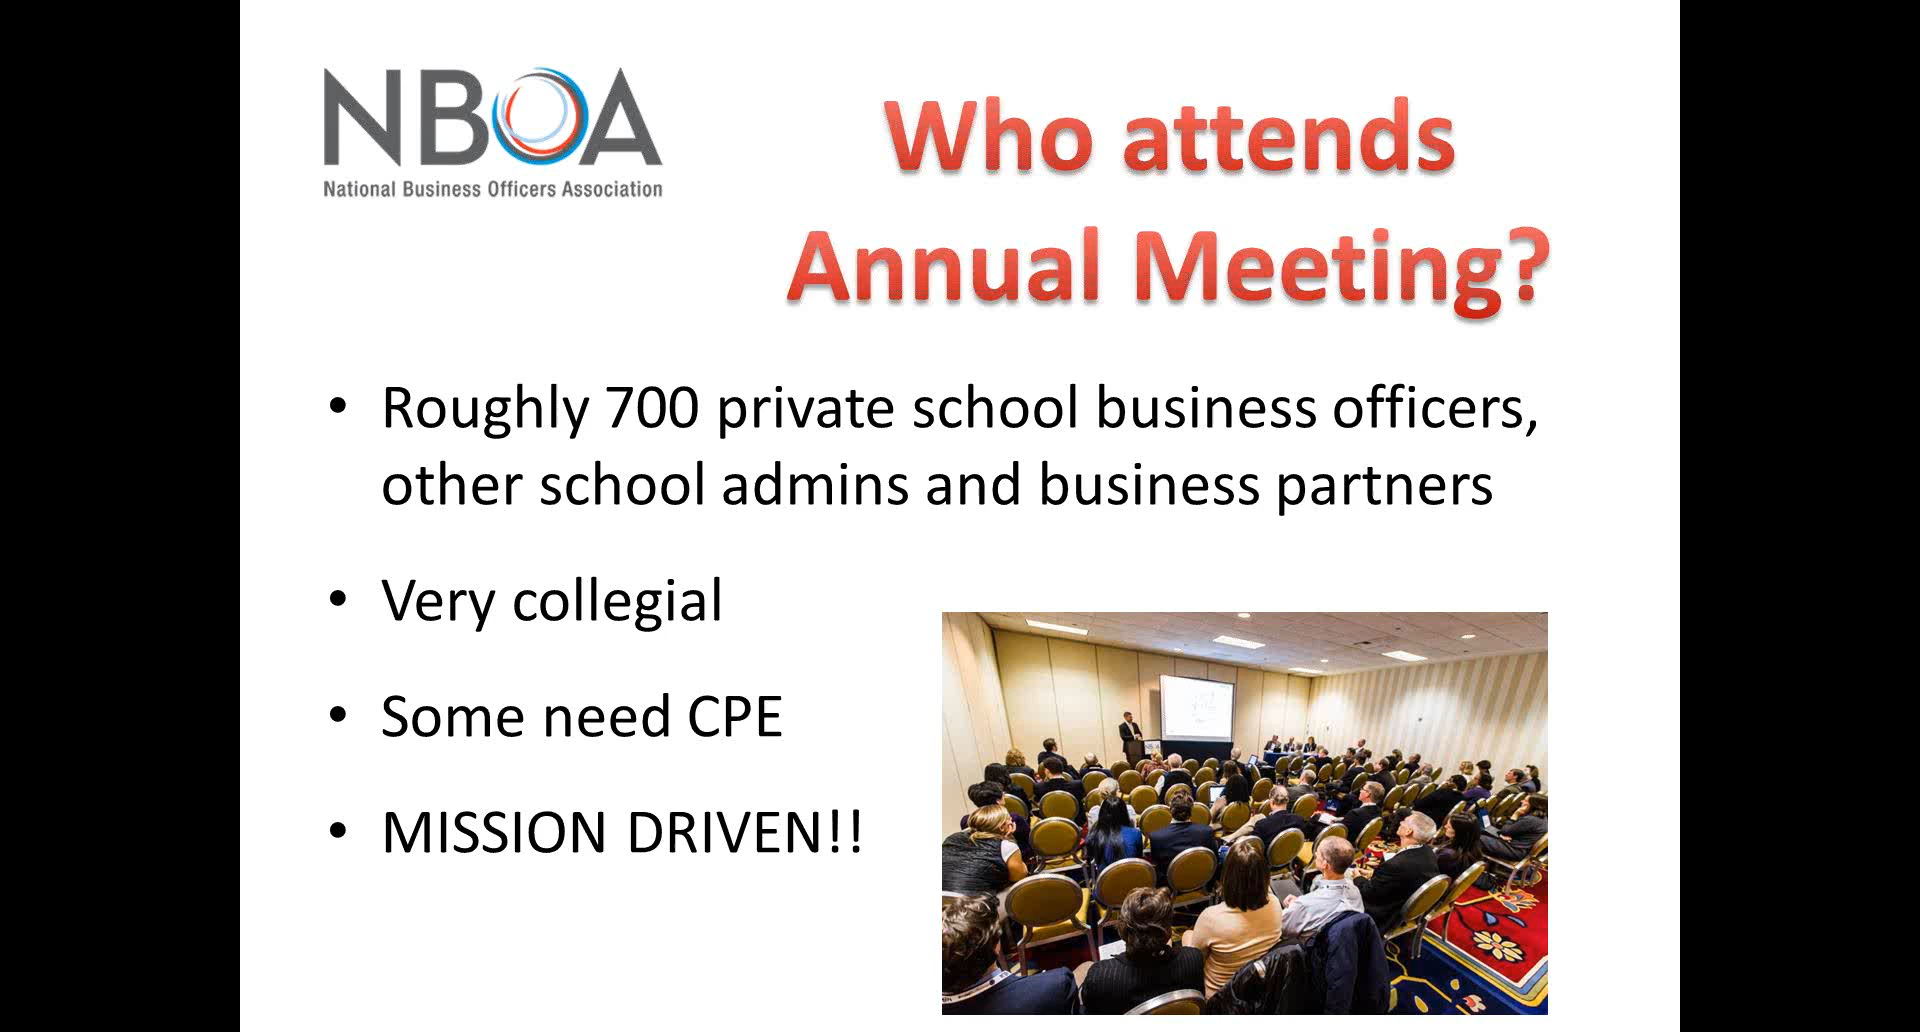 NBOA
National Business Officers Association
Who attends
Annual Meeting?
• Roughly 700 private school business officers,
other school admins and business partners
• Very collegial
• Some need CPE
• MISSION DRIVEN!!